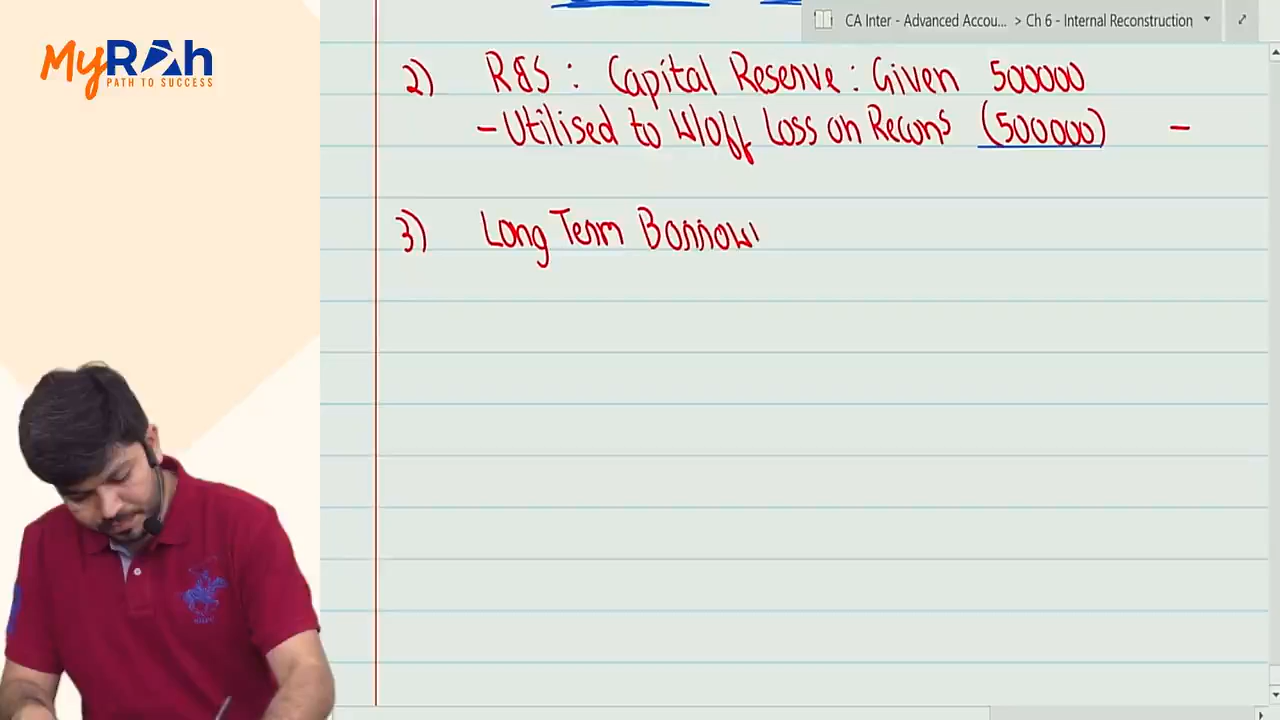 MyRAh
PATH TO SUCCESS
CA Inter - Advanced Accou... > Ch 6 - Internal Reconstruction
2) R&S : Capital Reserve : Given 500000
- Utilised to W/off Loss on Recons (500000) -
3) Long Term Borrowi